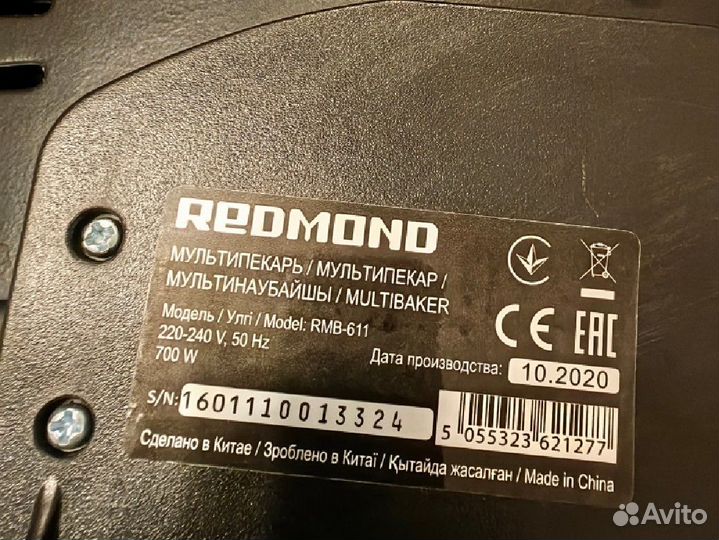 REDMOND
МУЛЬТИПЕКАРЬ / МУЛЬТИПЕКАР /
МУЛЬТИНАУБАЙШЫ / MULTIBAKER
Модель / Үлгі / Model: RMB-611
220-240 V, 50 Hz
700 W
Дата производства: 10.2020
CE EAC
S/N: 1601110013324
5 055323 621277
Сделано в Китае / Зроблено в Китаї / Қытайда жасалған / Made in China
Avito